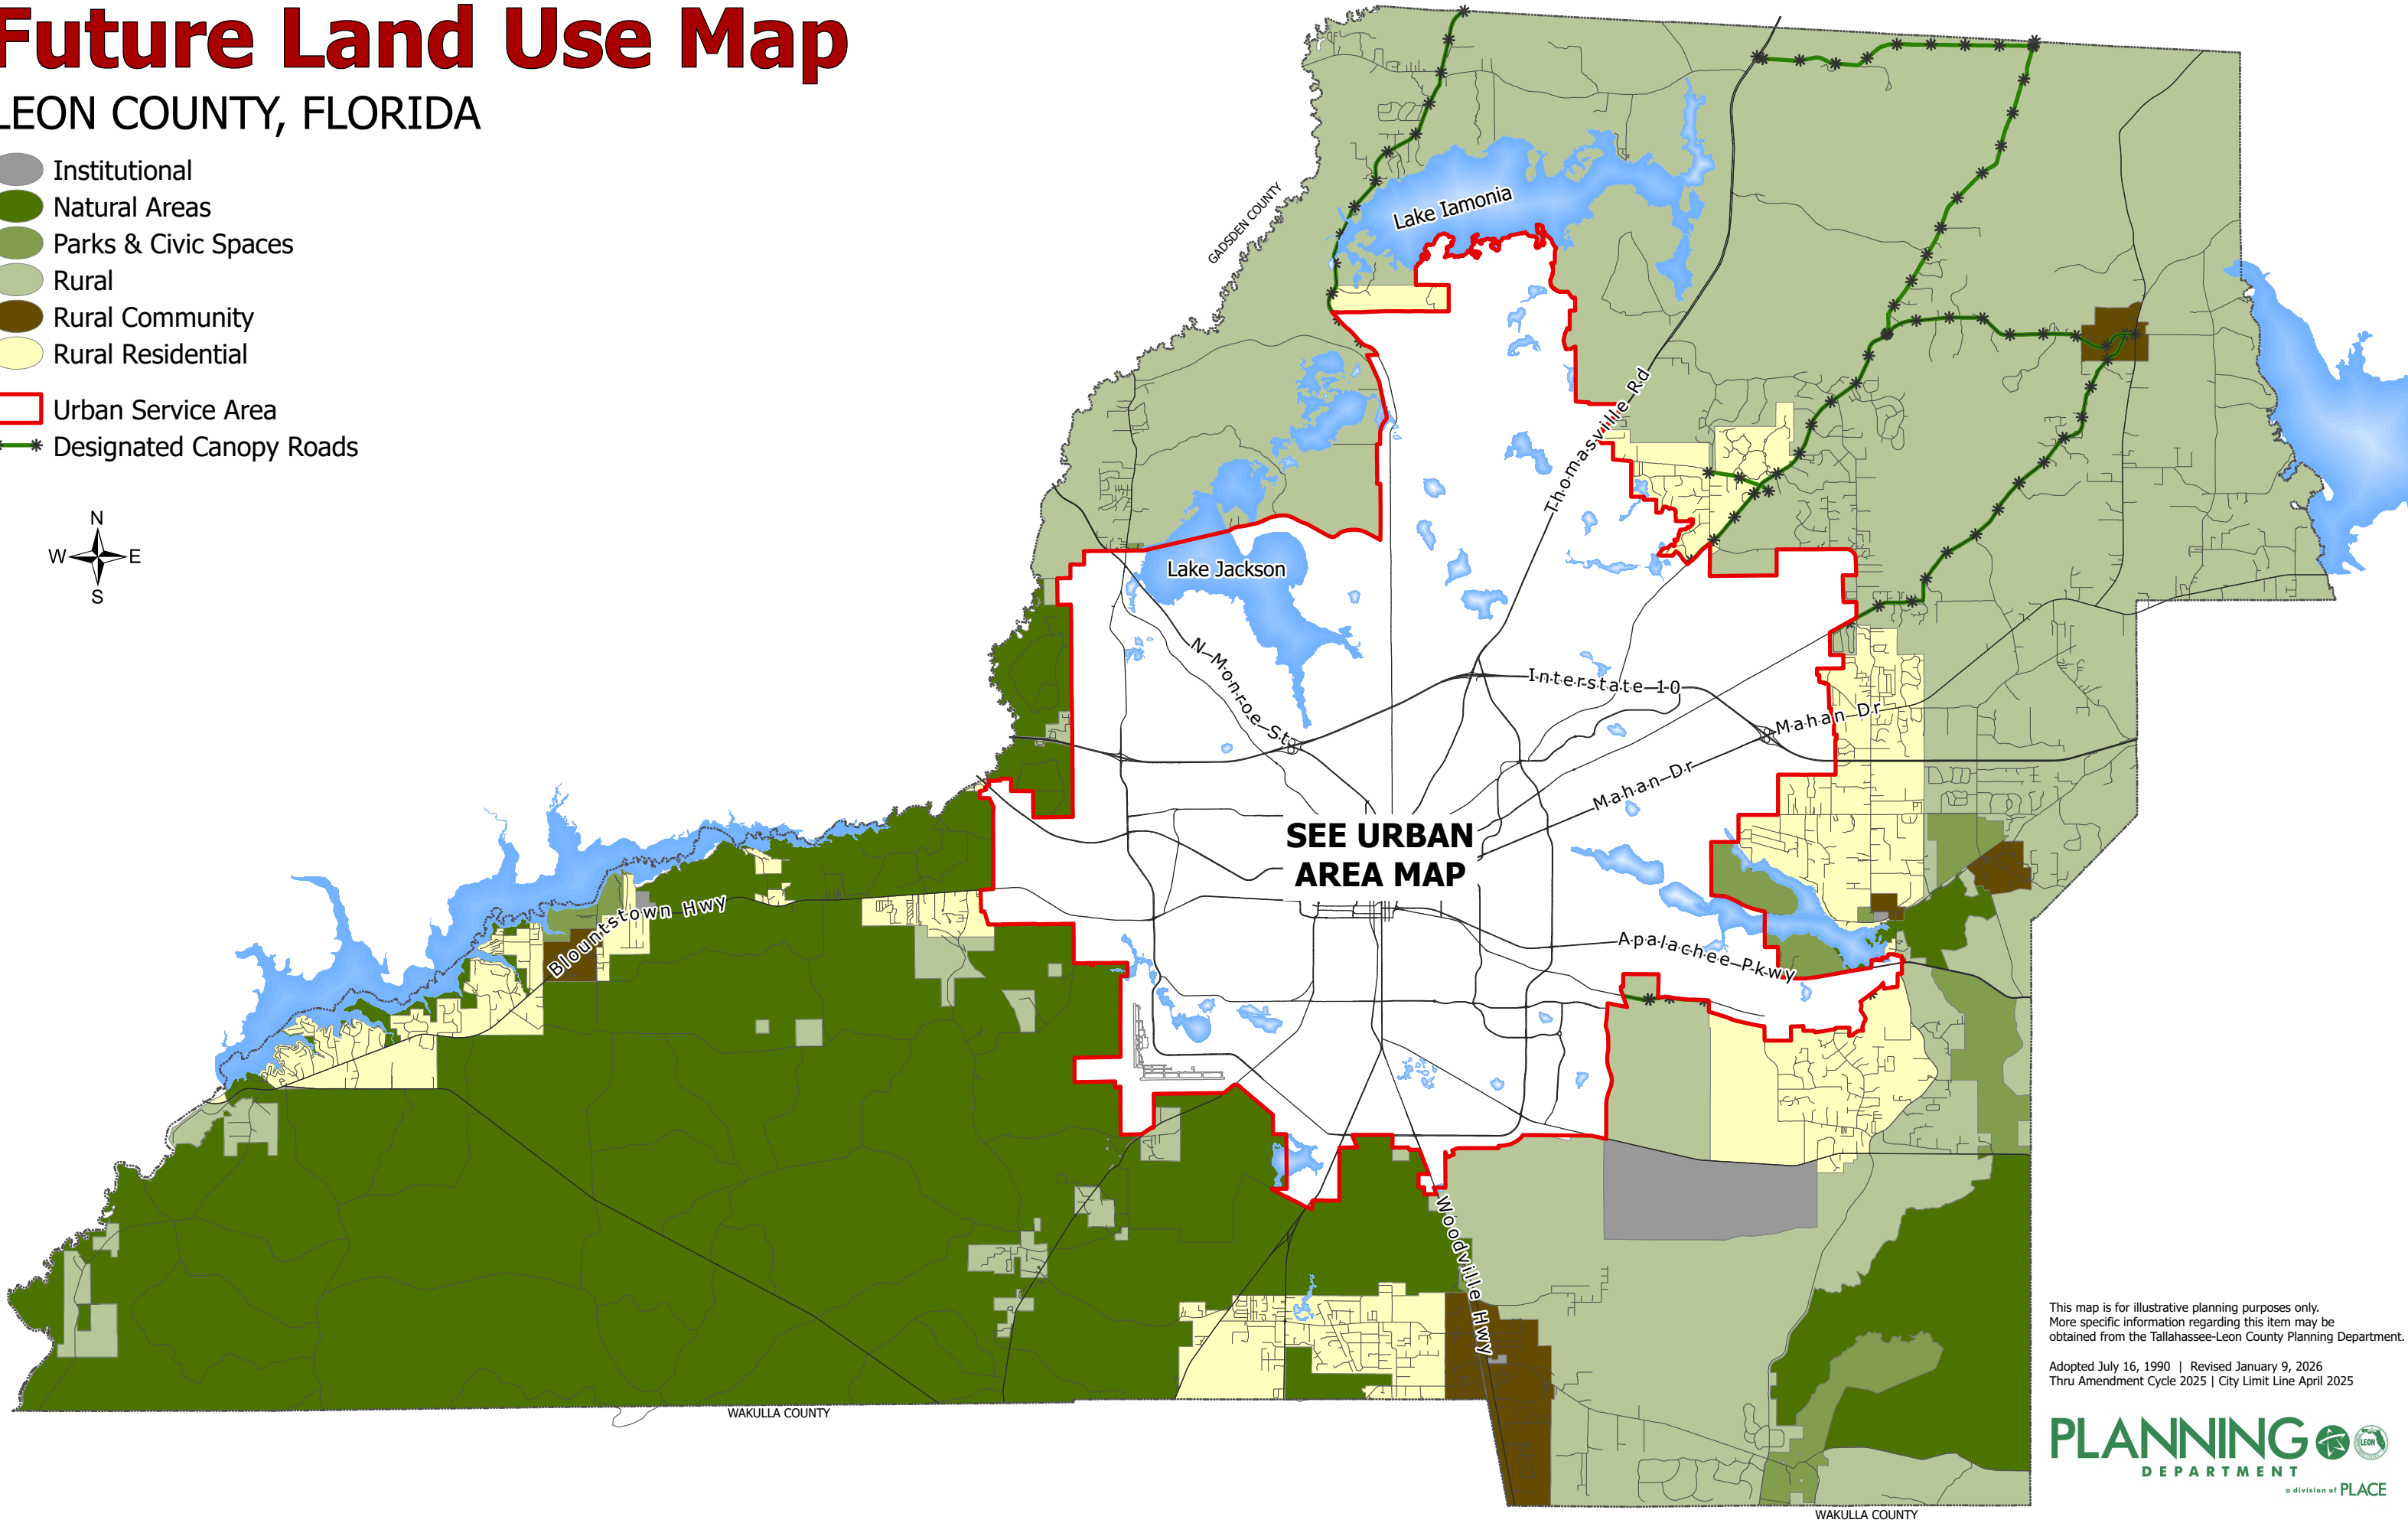 Future Land Use Map
LEON COUNTY, FLORIDA
Institutional
Natural Areas
Parks & Civic Spaces
Rural
Rural Community
Rural Residential
Urban Service Area
Designated Canopy Roads
N
W
E
S
GADSDEN COUNTY
Lake Iamonia
Thomasville Rd
Lake Jackson
N Monroe St
Interstate 10
Mahan Dr
Mahan Dr
SEE URBAN
AREA MAP
Blountstown Hwy
Apalachee Pkwy
Woodville Hwy
WAKULLA COUNTY
WAKULLA COUNTY
This map is for illustrative planning purposes only.
More specific information regarding this item may be
obtained from the Tallahassee-Leon County Planning Department.
Adopted July 16, 1990 | Revised January 9, 2026
Thru Amendment Cycle 2025 | City Limit Line April 2025
PLANNING
LEON
DEPARTMENT
a division of PLACE